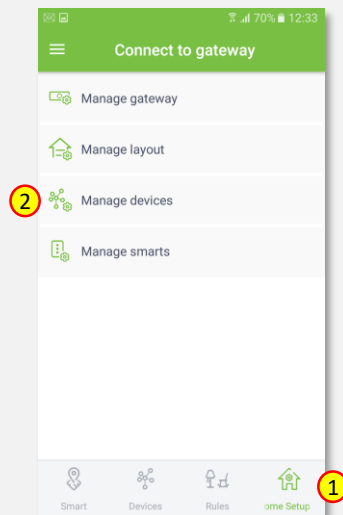 70% 12:33
Connect to gateway
Manage gateway
Manage layout
2
Manage devices
Manage smarts
1
Smart
Devices
Rules
ome Setup